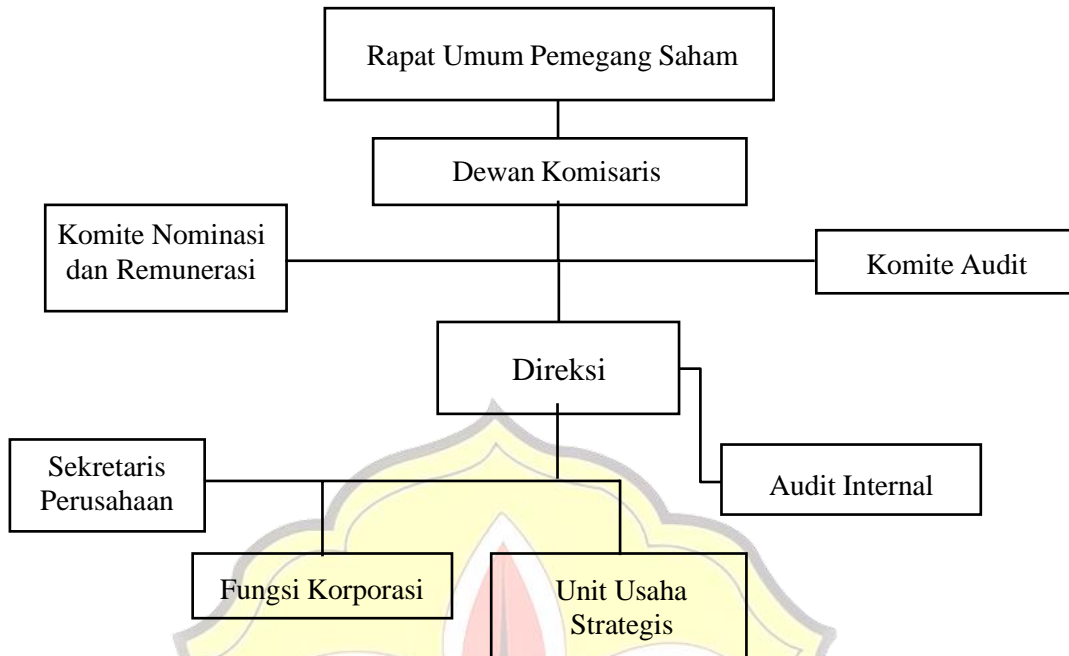 Rapat Umum Pemegang Saham
Dewan Komisaris
Komite Nominasi
dan Remunerasi
Komite Audit
Direksi
Sekretaris
Perusahaan
Audit Internal
Fungsi Korporasi
Unit Usaha
Strategis